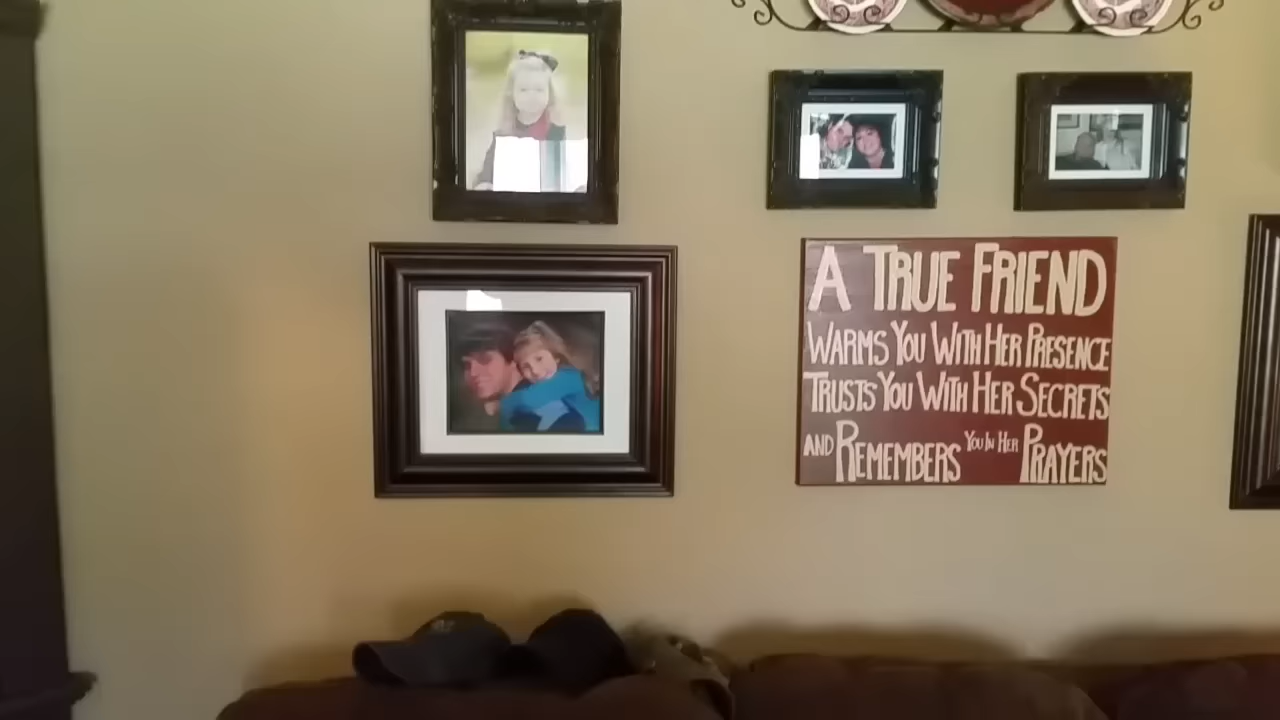 A TRUE FRIEND
WARMS YOU WITH HER PRESENCE
TRUSTS YOU WITH HER SECRETS
AND REMEMBERS YOU IN HER PRAYERS